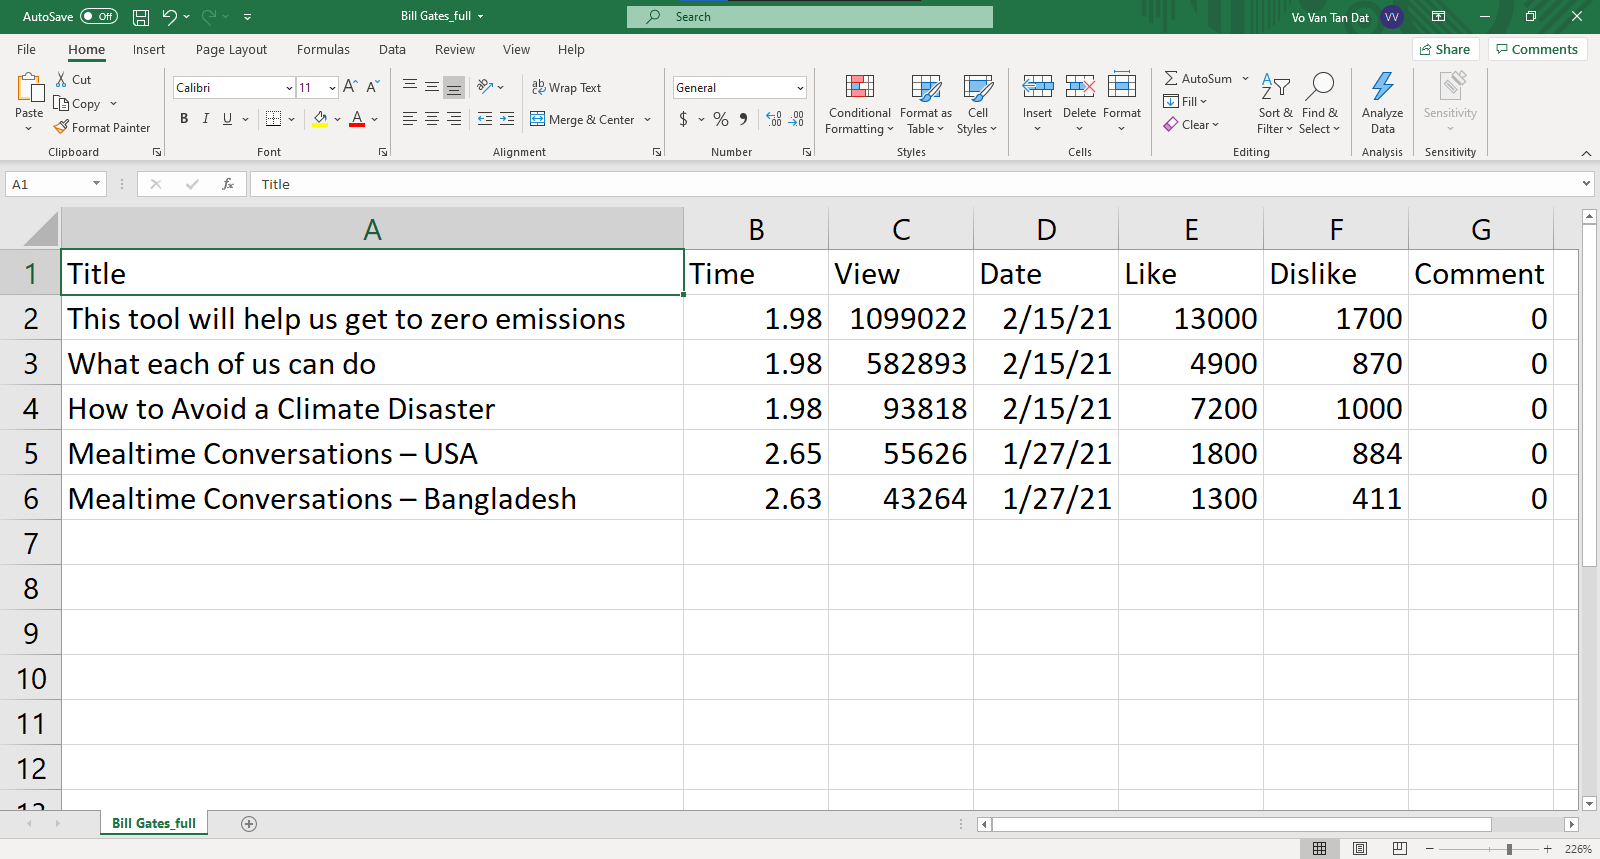 AutoSave Off Bill Gates_full Search Vo Van Tan Dat VV
File Home Insert Page Layout Formulas Data Review View Help Share Comments
Paste Cut Copy Format Painter
Clipboard
Calibri 11 A A
B I U A
Font
ab Wrap Text
Merge & Center
Alignment
General
$ % 9
Number
Conditional Formatting Format as Table Cell Styles
Styles
Insert Delete Format
Cells
AutoSum Fill Clear Sort & Filter Find & Select
Editing
Analyze Data
Analysis
Sensitivity
Sensitivity
A1 fx Title
A B C D E F G
1 Title Time View Date Like Dislike Comment
2 This tool will help us get to zero emissions 1.98 1099022 2/15/21 13000 1700 0
3 What each of us can do 1.98 582893 2/15/21 4900 870 0
4 How to Avoid a Climate Disaster 1.98 93818 2/15/21 7200 1000 0
5 Mealtime Conversations – USA 2.65 55626 1/27/21 1800 884 0
6 Mealtime Conversations – Bangladesh 2.63 43264 1/27/21 1300 411 0
7
8
9
10
11
12
Bill Gates_full
226%